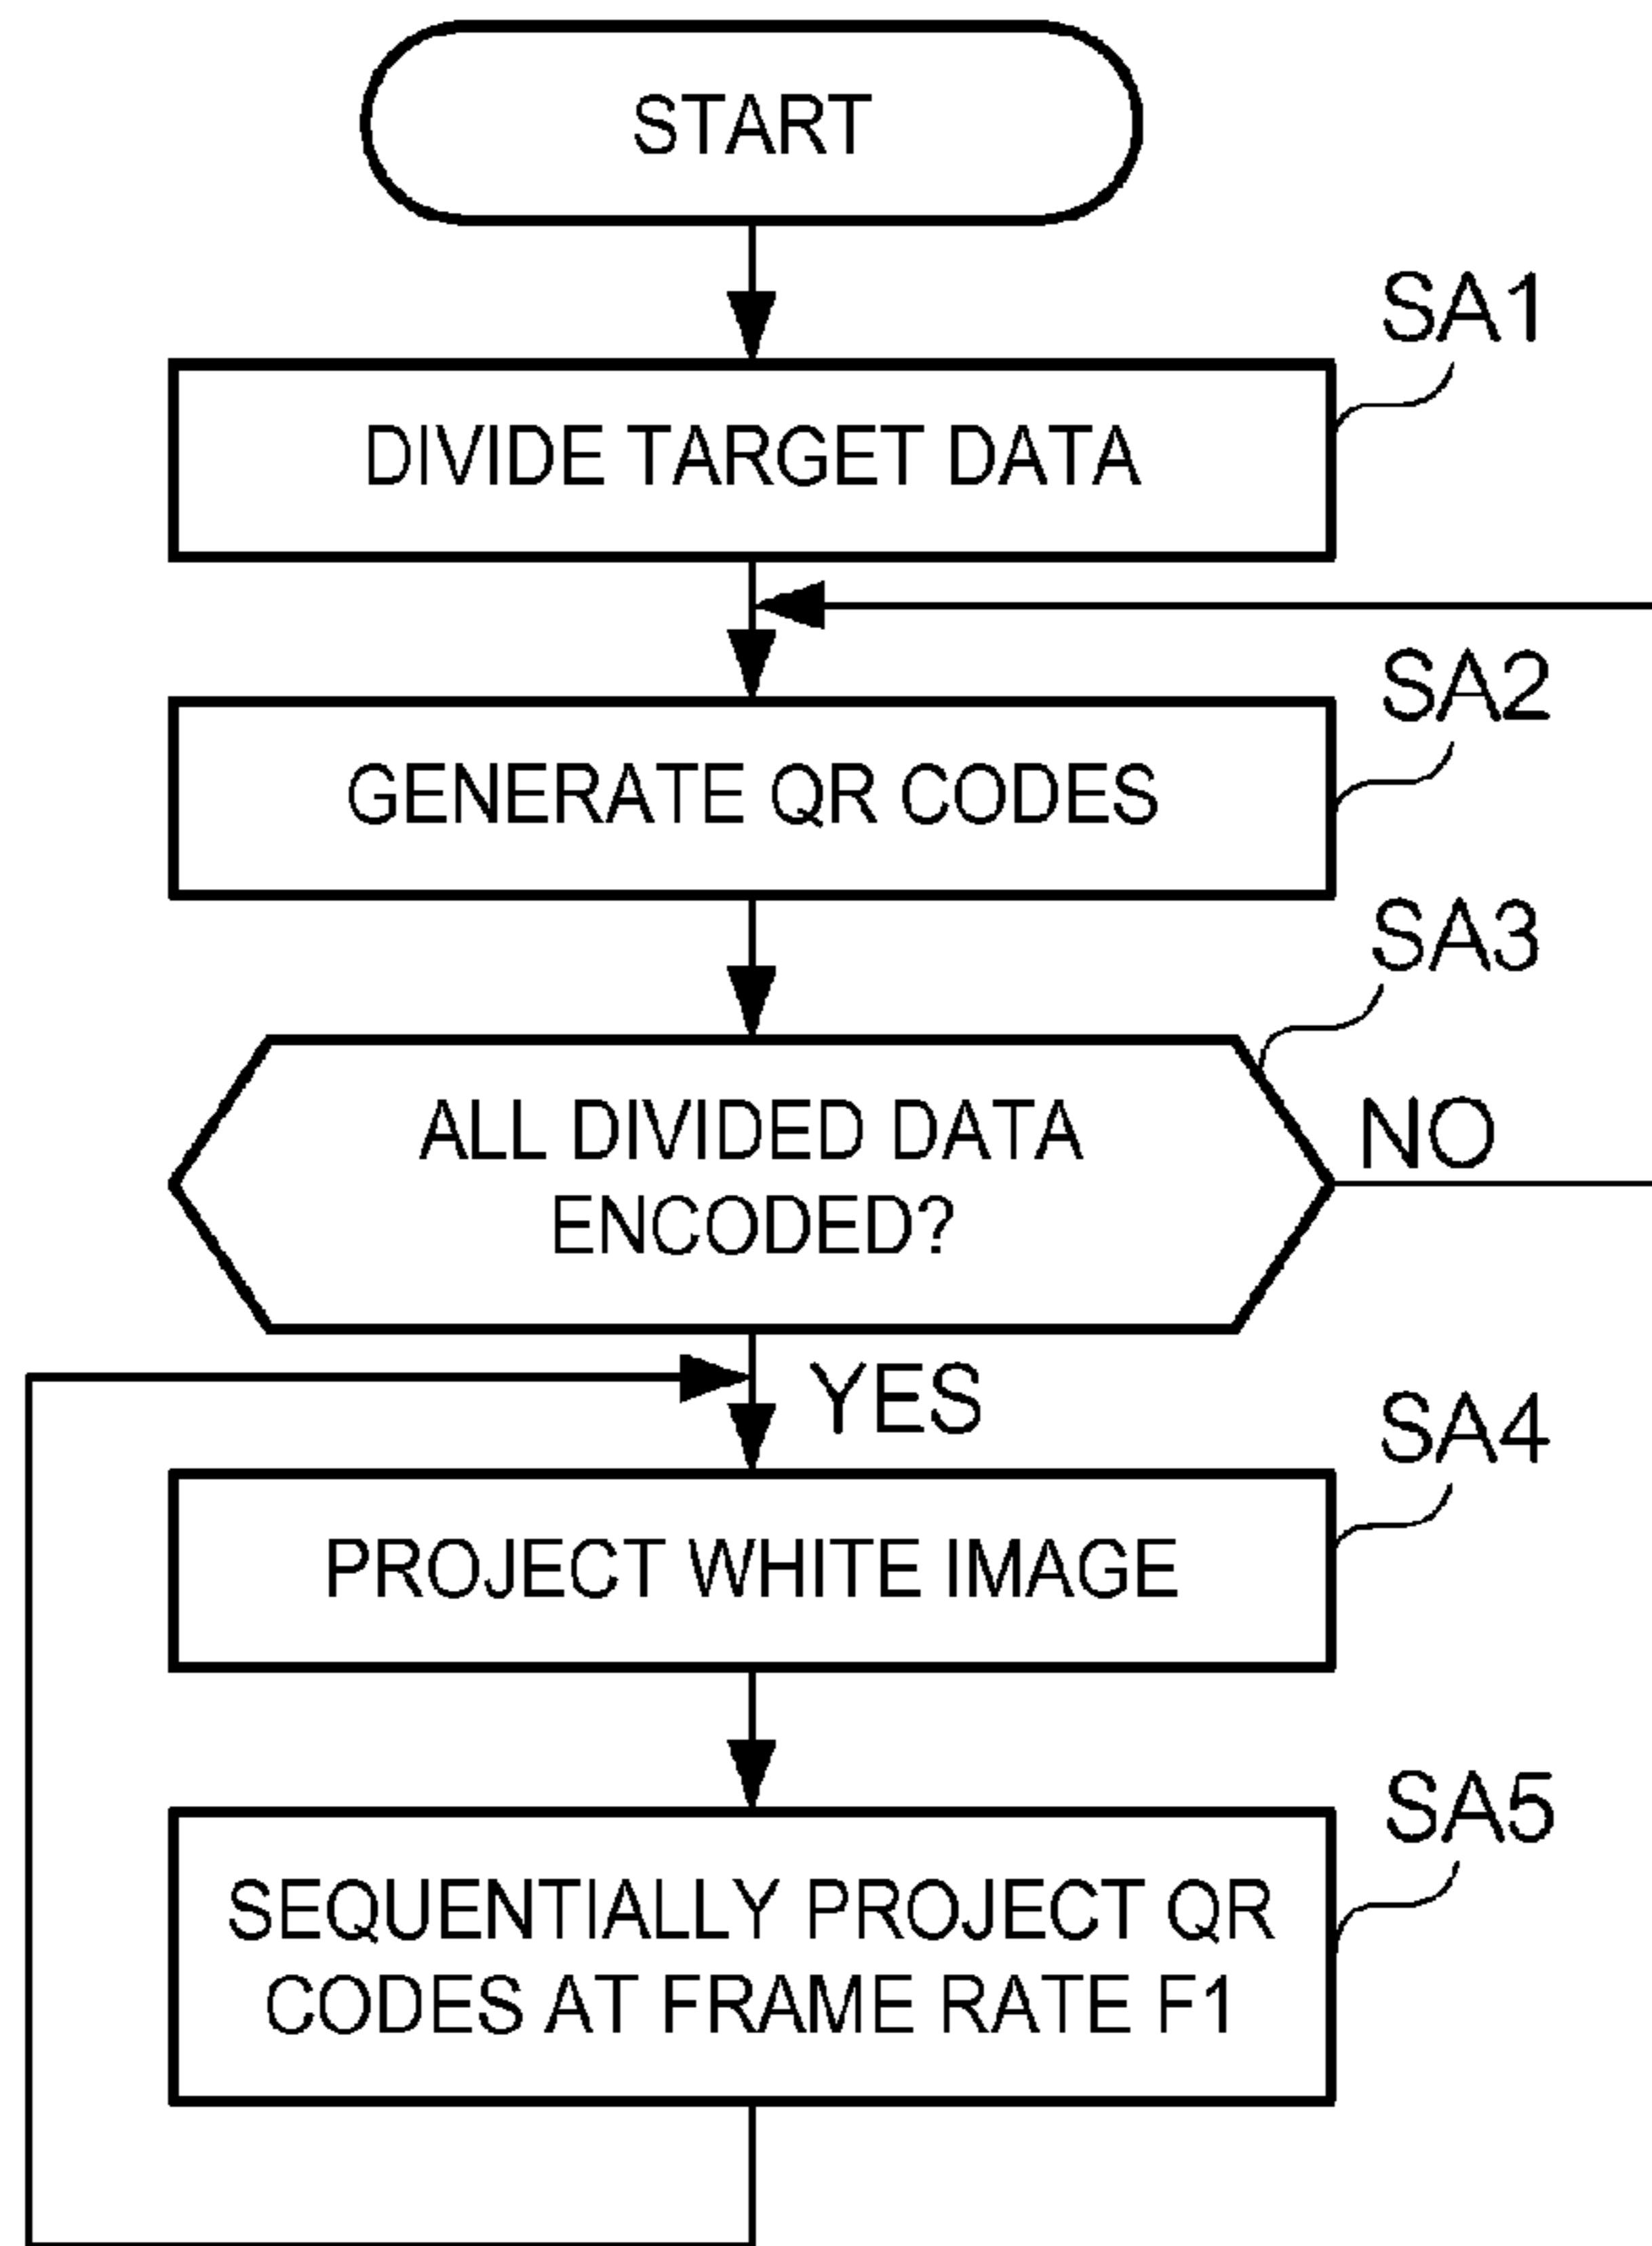 START
SA1
DIVIDE TARGET DATA
SA2
GENERATE QR CODES
SA3
ALL DIVIDED DATA
ENCODED?
NO
YES
SA4
PROJECT WHITE IMAGE
SA5
SEQUENTIALLY PROJECT QR
CODES AT FRAME RATE F1